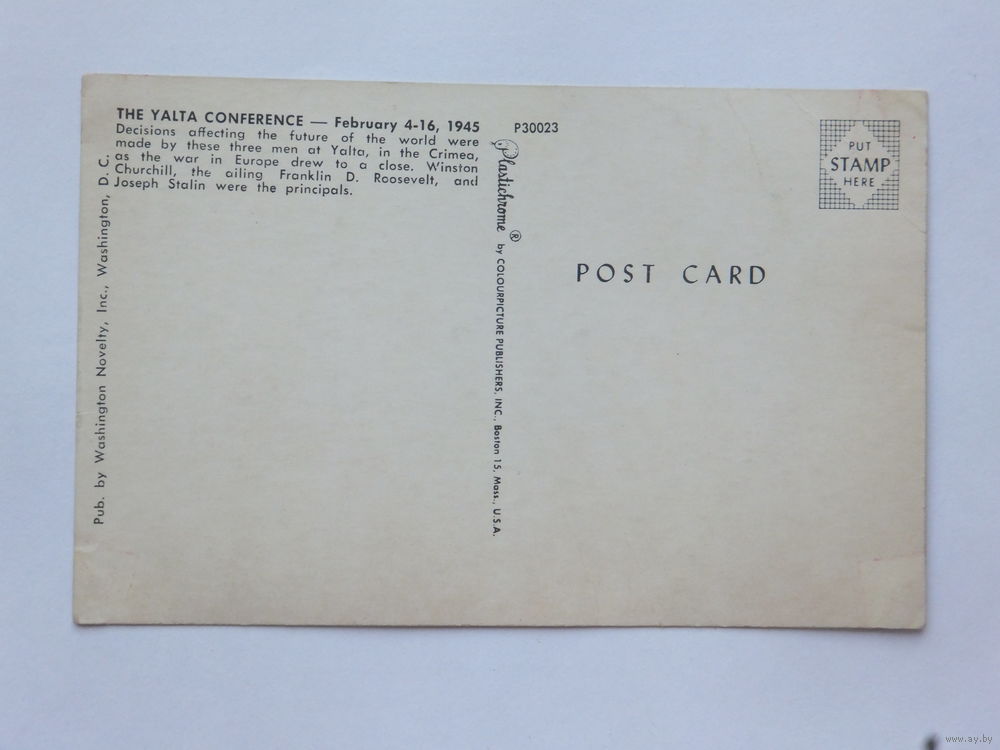 THE YALTA CONFERENCE — February 4-16, 1945
Decisions affecting the future of the world were
made by these three men at Yalta, in the Crimea,
as the war in Europe drew to a close. Winston
Churchill, the ailing Franklin D. Roosevelt, and
Joseph Stalin were the principals.
Pub. by Washington Novelty, Inc., Washington, D. C.
P30023
Plastichrome ® by COLOURPICTURE PUBLISHERS, INC., Boston 15, Mass., U.S.A.
POST CARD
PUT
STAMP
HERE
www.ay.by